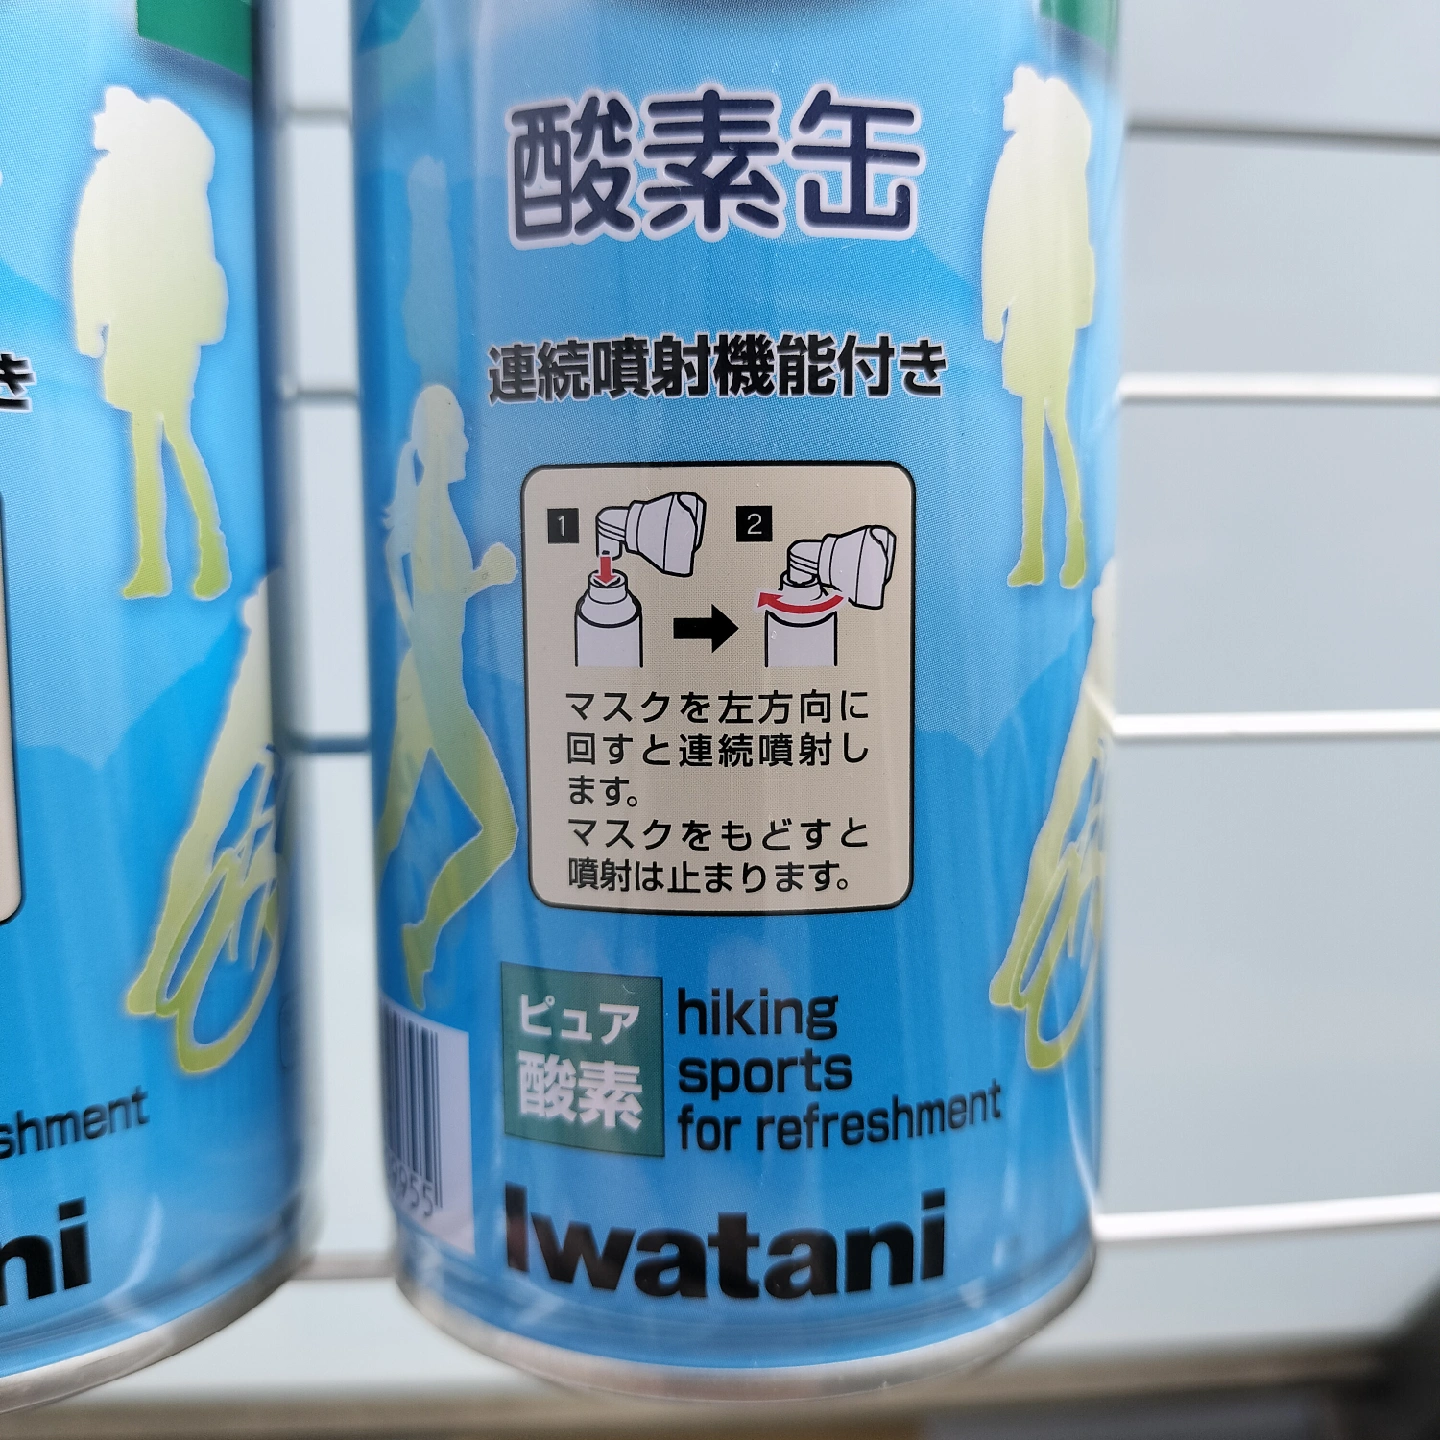 酸素缶
連続噴射機能付き
1
2
マスクを左方向に
回すと連続噴射し
ます。
マスクをもどすと
噴射は止まります。
ピュア
酸素
hiking
sports
for refreshment
Iwatani
き
shment
ni